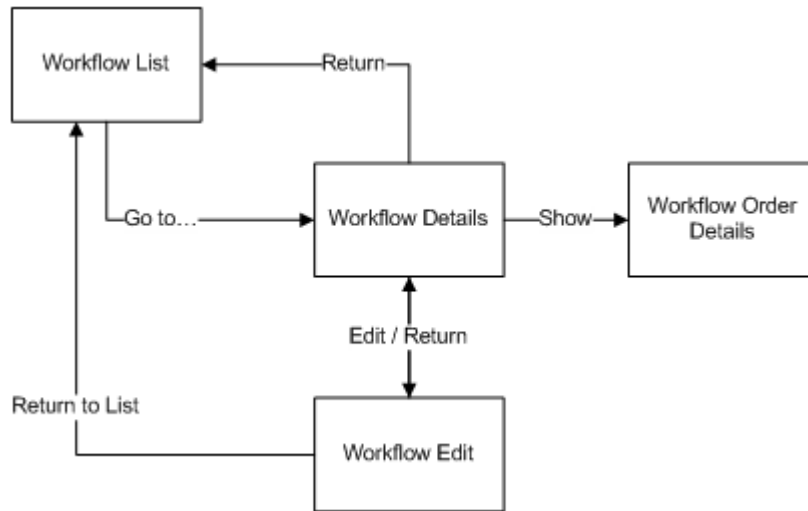 Workflow List
Return
Go to...
Workflow Details
Show
Workflow Order
Details
Edit / Return
Return to List
Workflow Edit